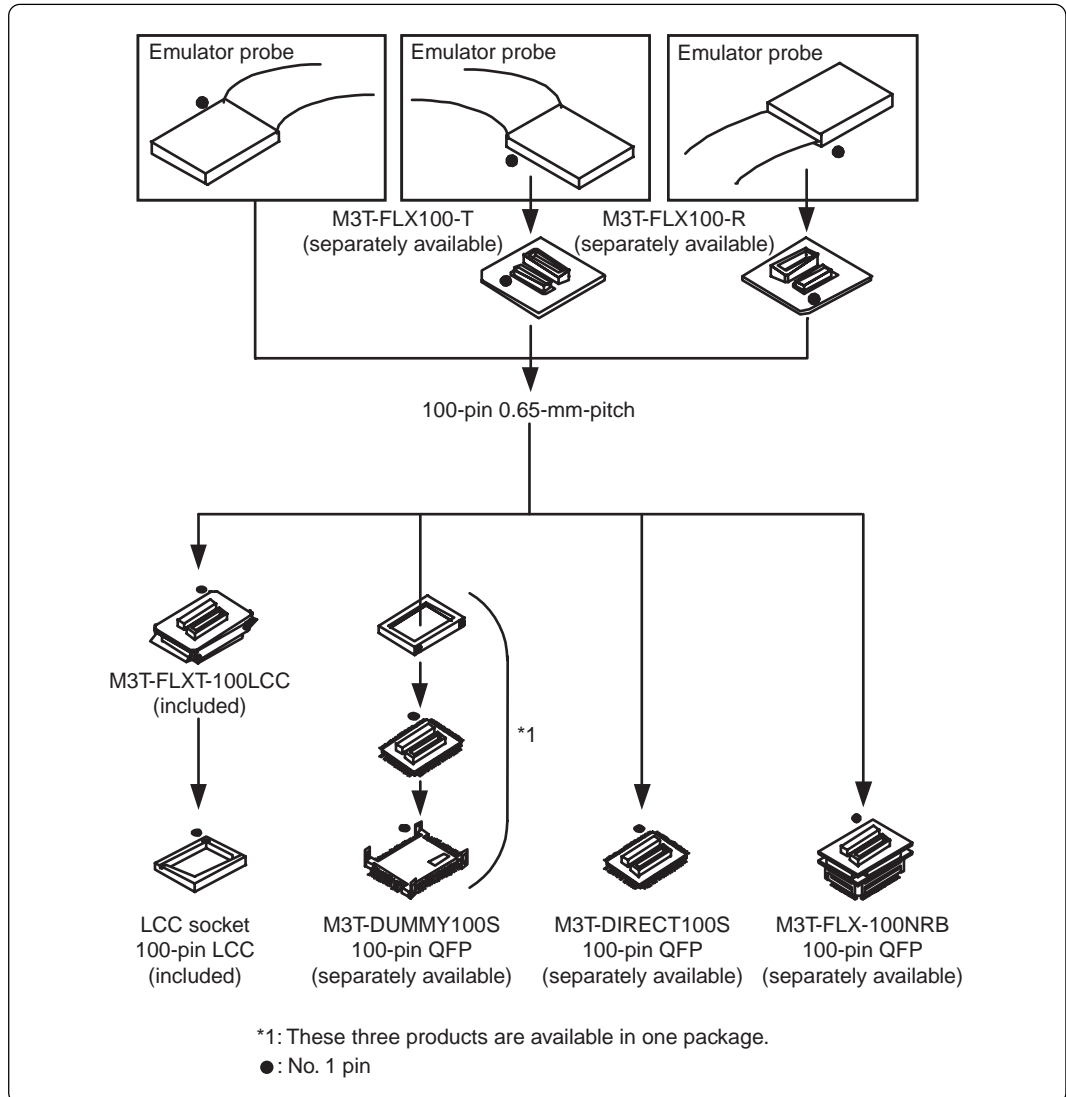 Emulator probe
Emulator probe
Emulator probe
M3T-FLX100-T
(separately available)
M3T-FLX100-R
(separately available)
100-pin 0.65-mm-pitch
M3T-FLXT-100LCC
(included)
*1
LCC socket
100-pin LCC
(included)
M3T-DUMMY100S
100-pin QFP
(separately available)
M3T-DIRECT100S
100-pin QFP
(separately available)
M3T-FLX-100NRB
100-pin QFP
(separately available)
*1: These three products are available in one package.
●: No. 1 pin